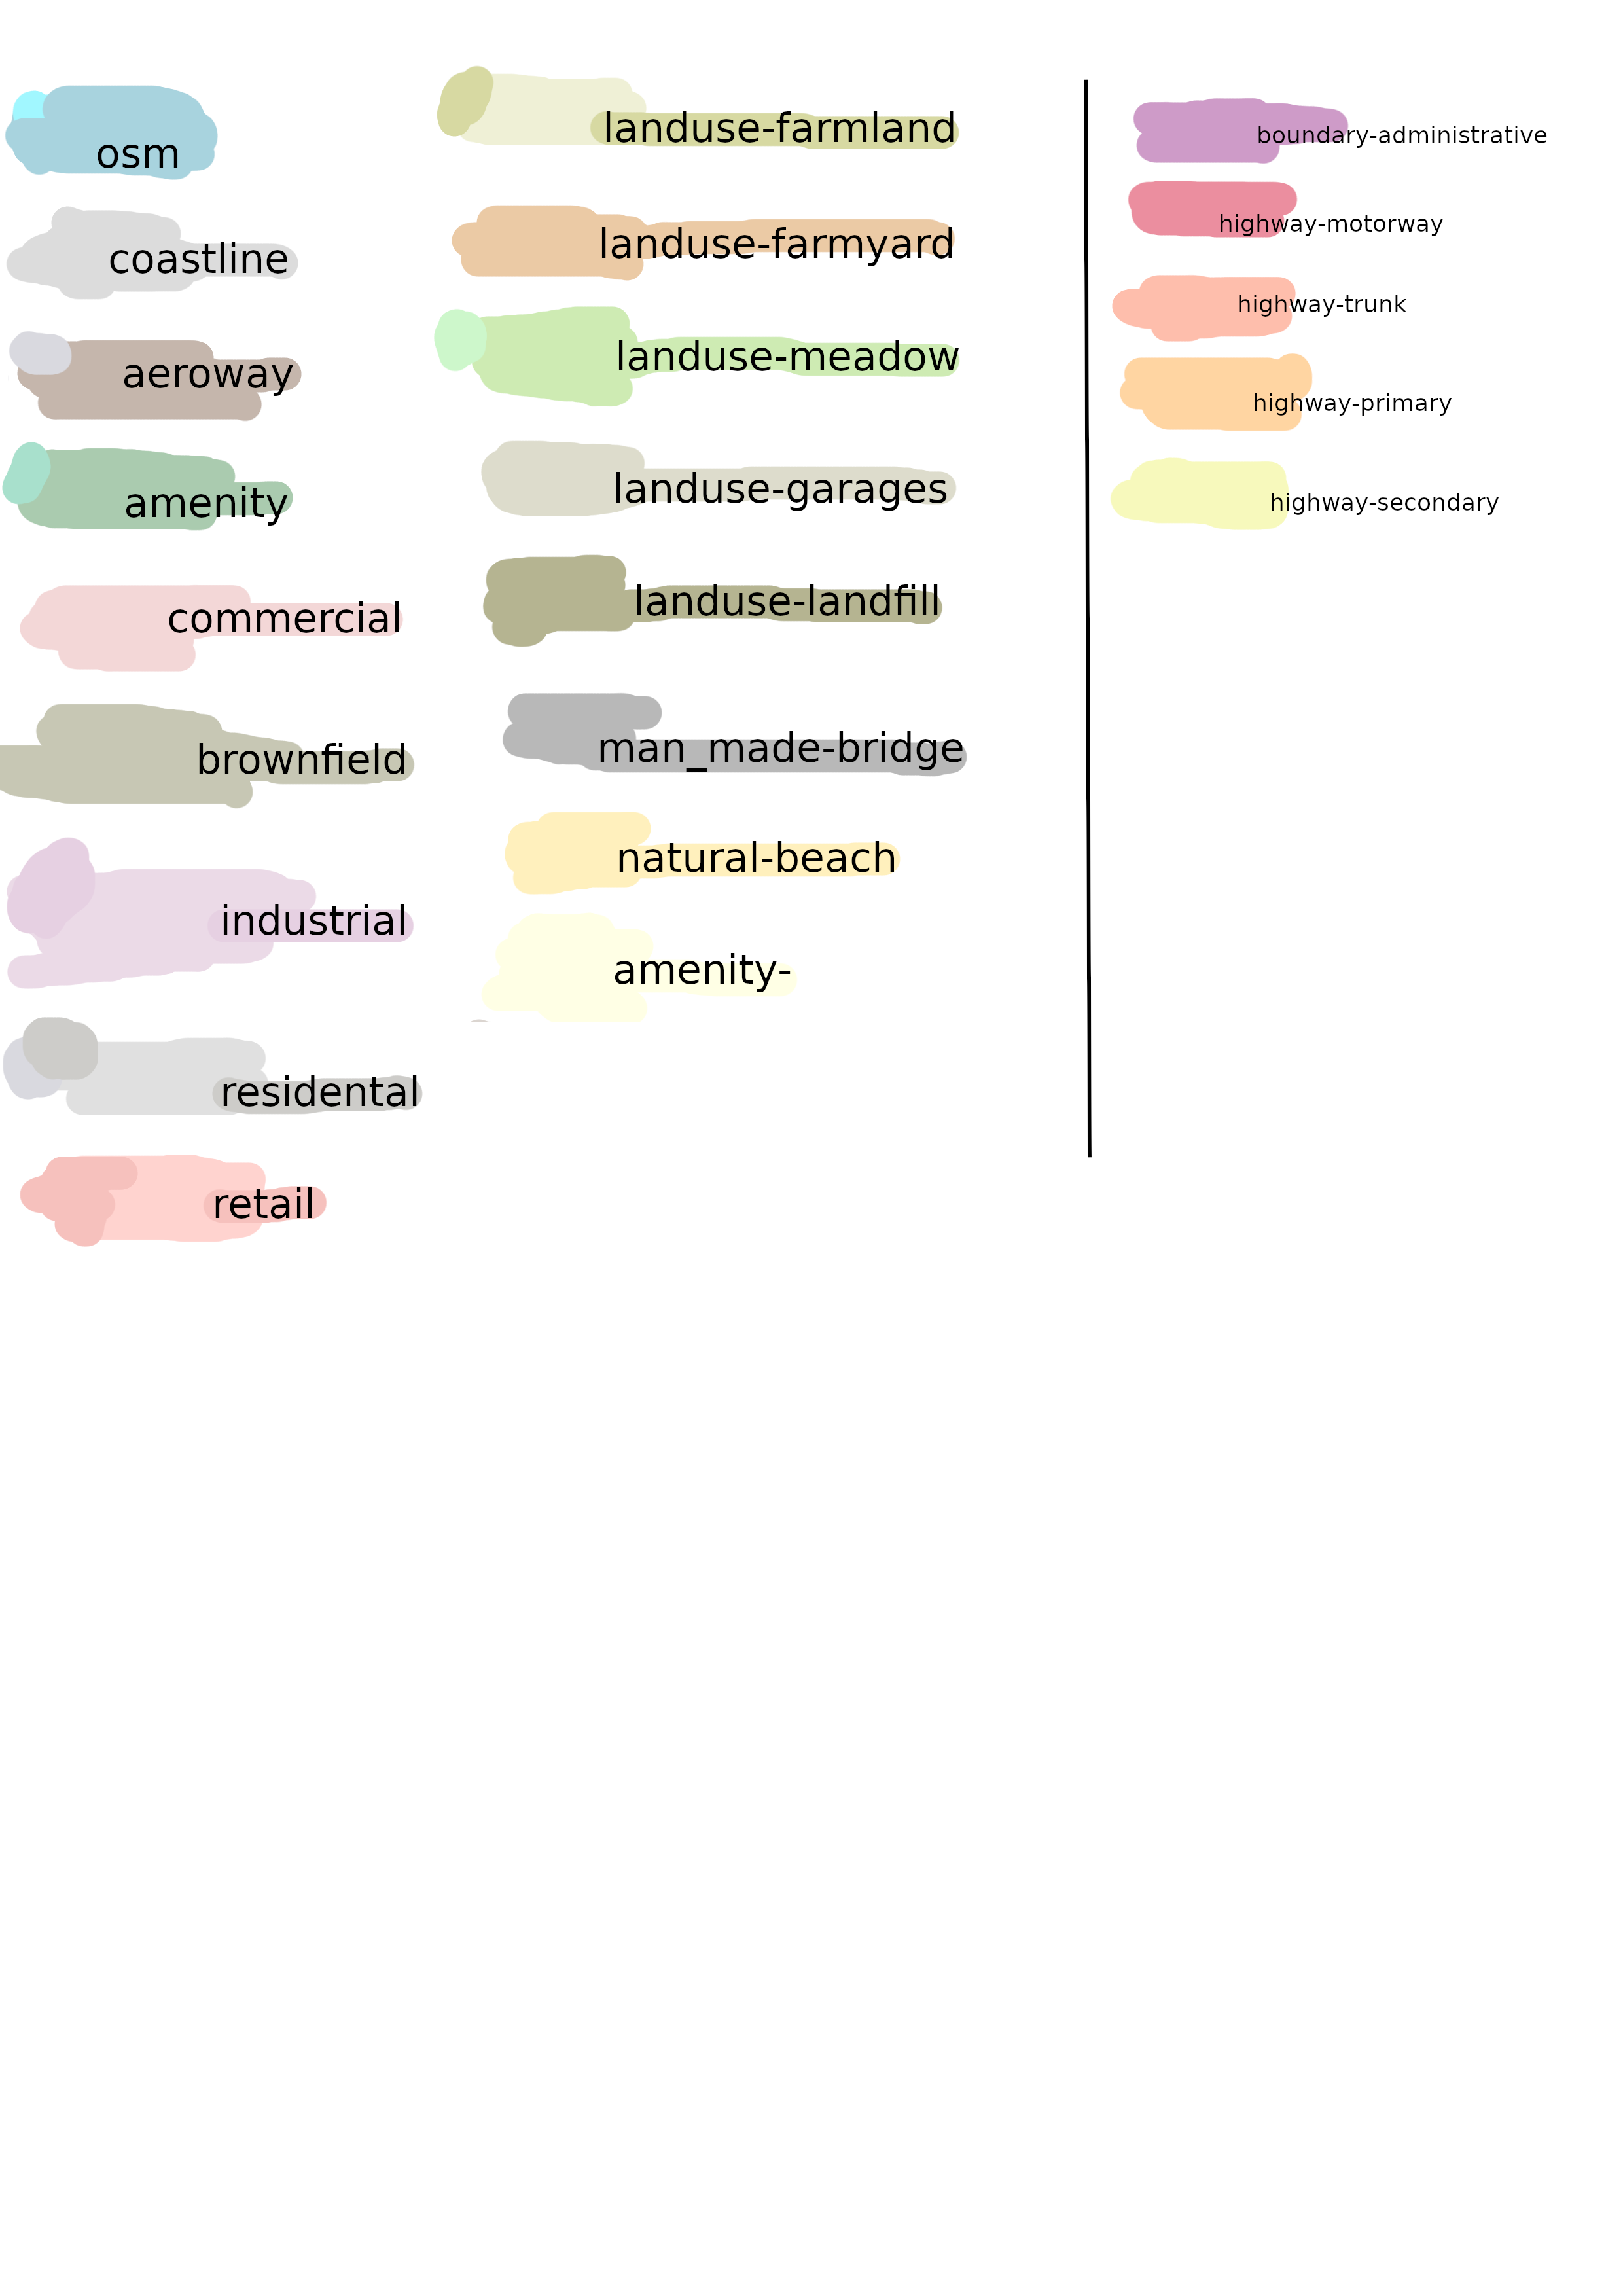 osm
coastline
aeroway
amenity
commercial
brownfield
industrial
residental
retail
landuse-farmland
landuse-farmyard
landuse-meadow
landuse-garages
landuse-landfill
man_made-bridge
natural-beach
amenity-
boundary-administrative
highway-motorway
highway-trunk
highway-primary
highway-secondary